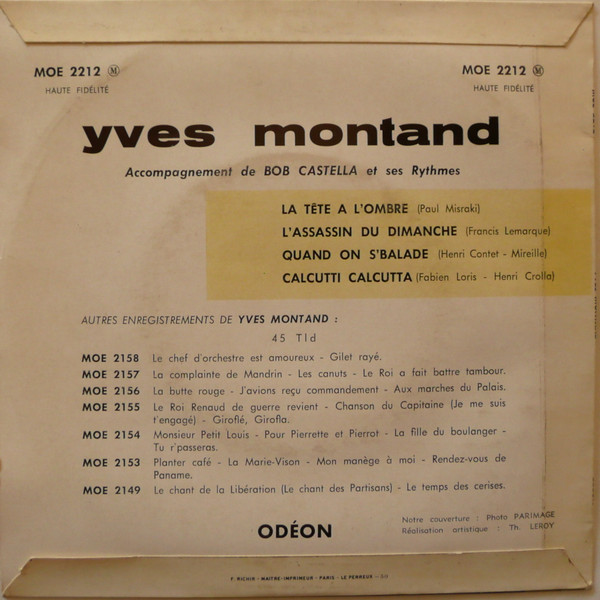 MOE 2212 Ⓜ MOE 2212 Ⓜ
HAUTE FIDÉLITÉ HAUTE FIDÉLITÉ
yves montand
Accompagnement de BOB CASTELLA et ses Rythmes
LA TÊTE A L'OMBRE (Paul Misraki)
L'ASSASSIN DU DIMANCHE (Francis Lemarque)
QUAND ON S'BALADE (Henri Contet - Mireille)
CALCUTTI CALCUTTA (Fabien Loris - Henri Crolla)
AUTRES ENREGISTREMENTS DE YVES MONTAND :
45 Tld
MOE 2158 Le chef d'orchestre est amoureux - Gilet rayé.
MOE 2157 La complainte de Mandrin - Les canuts - Le Roi a fait battre tambour.
MOE 2156 La butte rouge - J'avions reçu commandement - Aux marches du Palais.
MOE 2155 Le Roi Renaud de guerre revient - Chanson du Capitaine (Je me suis
t'engagé) - Giroflé, Girofla.
MOE 2154 Monsieur Petit Louis - Pour Pierrette et Pierrot - La fille du boulanger -
Tu r'passeras.
MOE 2153 Planter café - La Marie-Vison - Mon manège à moi - Rendez-vous de
Paname.
MOE 2149 Le chant de la Libération (Le chant des Partisans) - Le temps des cerises.
Notre couverture : Photo PARIMAGE
Réalisation artistique : Th. LEROY
ODÉON
F. RICHIR - MAITRE-IMPRIMEUR - PARIS - LE PERREUX